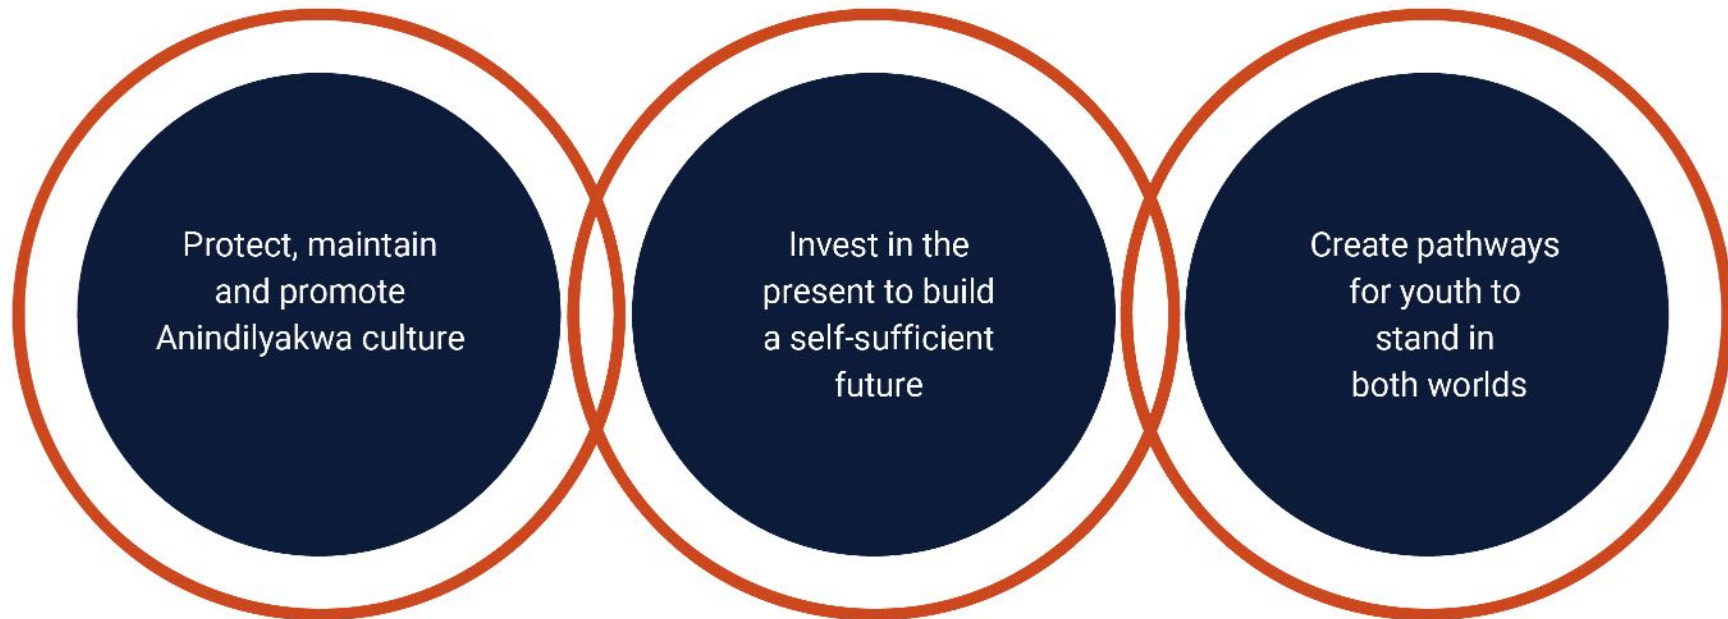 Protect, maintain
and promote
Anindilyakwa culture
Invest in the
present to build
a self-sufficient
future
Create pathways
for youth to
stand in
both worlds